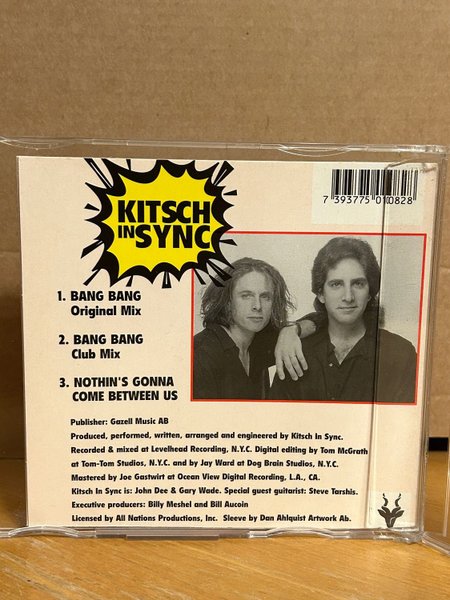 KITSCH
IN SYNC
7 393775 010828
1. BANG BANG
Original Mix
2. BANG BANG
Club Mix
3. NOTHIN'S GONNA
COME BETWEEN US
Publisher: Gazell Music AB
Produced, performed, written, arranged and engineered by Kitsch In Sync.
Recorded & mixed at Levelhead Recording, N.Y.C. Digital editing by Tom McGrath
at Tom-Tom Studios, N.Y.C. and by Jay Ward at Dog Brain Studios, N.Y.C.
Mastered by Joe Gastwirt at Ocean View Digital Recording, L.A., CA.
Kitsch In Sync is: John Dee & Gary Wade. Special guest guitarist: Steve Tarshis.
Executive producers: Billy Meshel and Bill Aucoin
Licensed by All Nations Productions, Inc. Sleeve by Dan Ahlquist Artwork Ab.